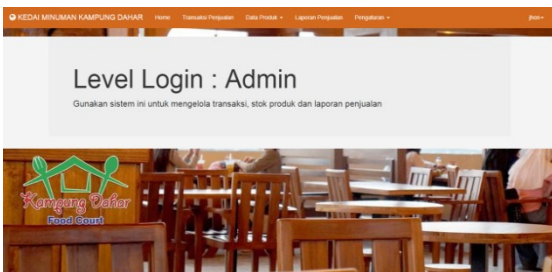 KEDAI MINUMAN KAMPUNG DAHAR Home Transaksi Penjualan Data Produk Laporan Penjualan Pengaturan jhon
Level Login : Admin
Gunakan sistem ini untuk mengelola transaksi, stok produk dan laporan penjualan
Kampung Dahar
Food Court